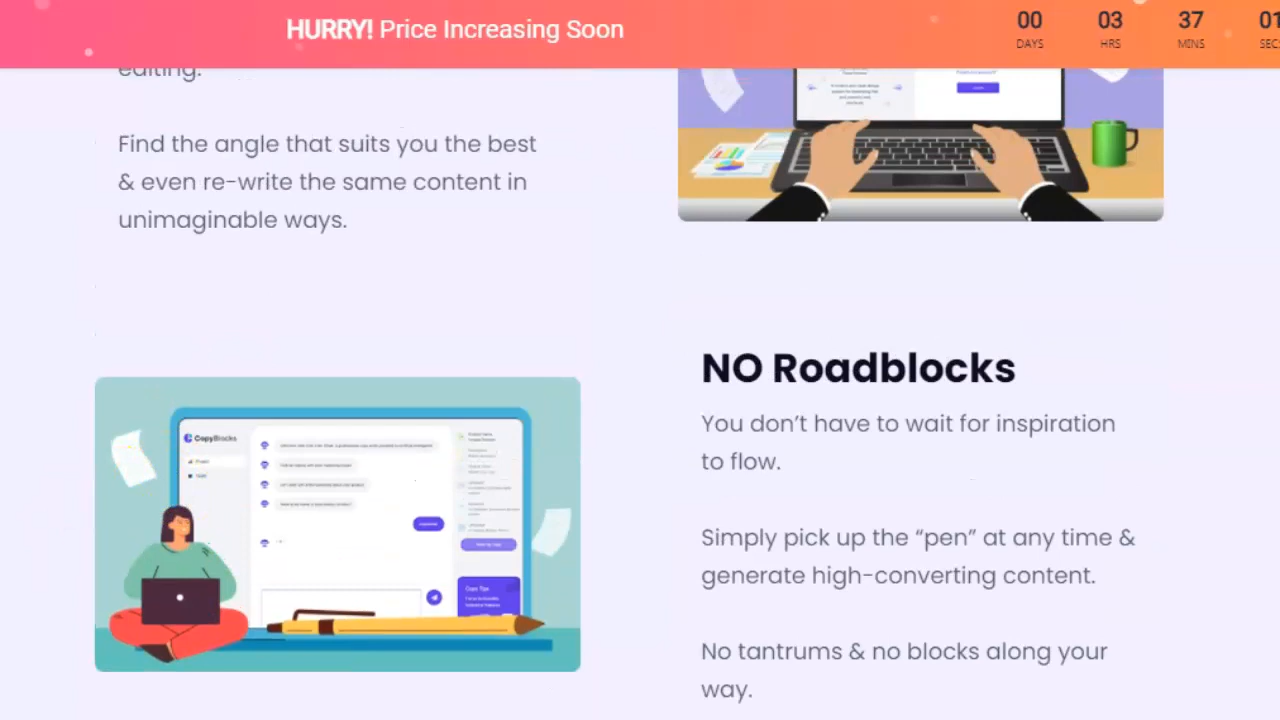 HURRY! Price Increasing Soon
00
03
37
DAYS
HRS
MINS
editing.
Find the angle that suits you the best
& even re-write the same content in
unimaginable ways.
NO Roadblocks
You don’t have to wait for inspiration
to flow.
Simply pick up the “pen” at any time &
generate high-converting content.
No tantrums & no blocks along your
way.
CopyBlocks
Copy Tips